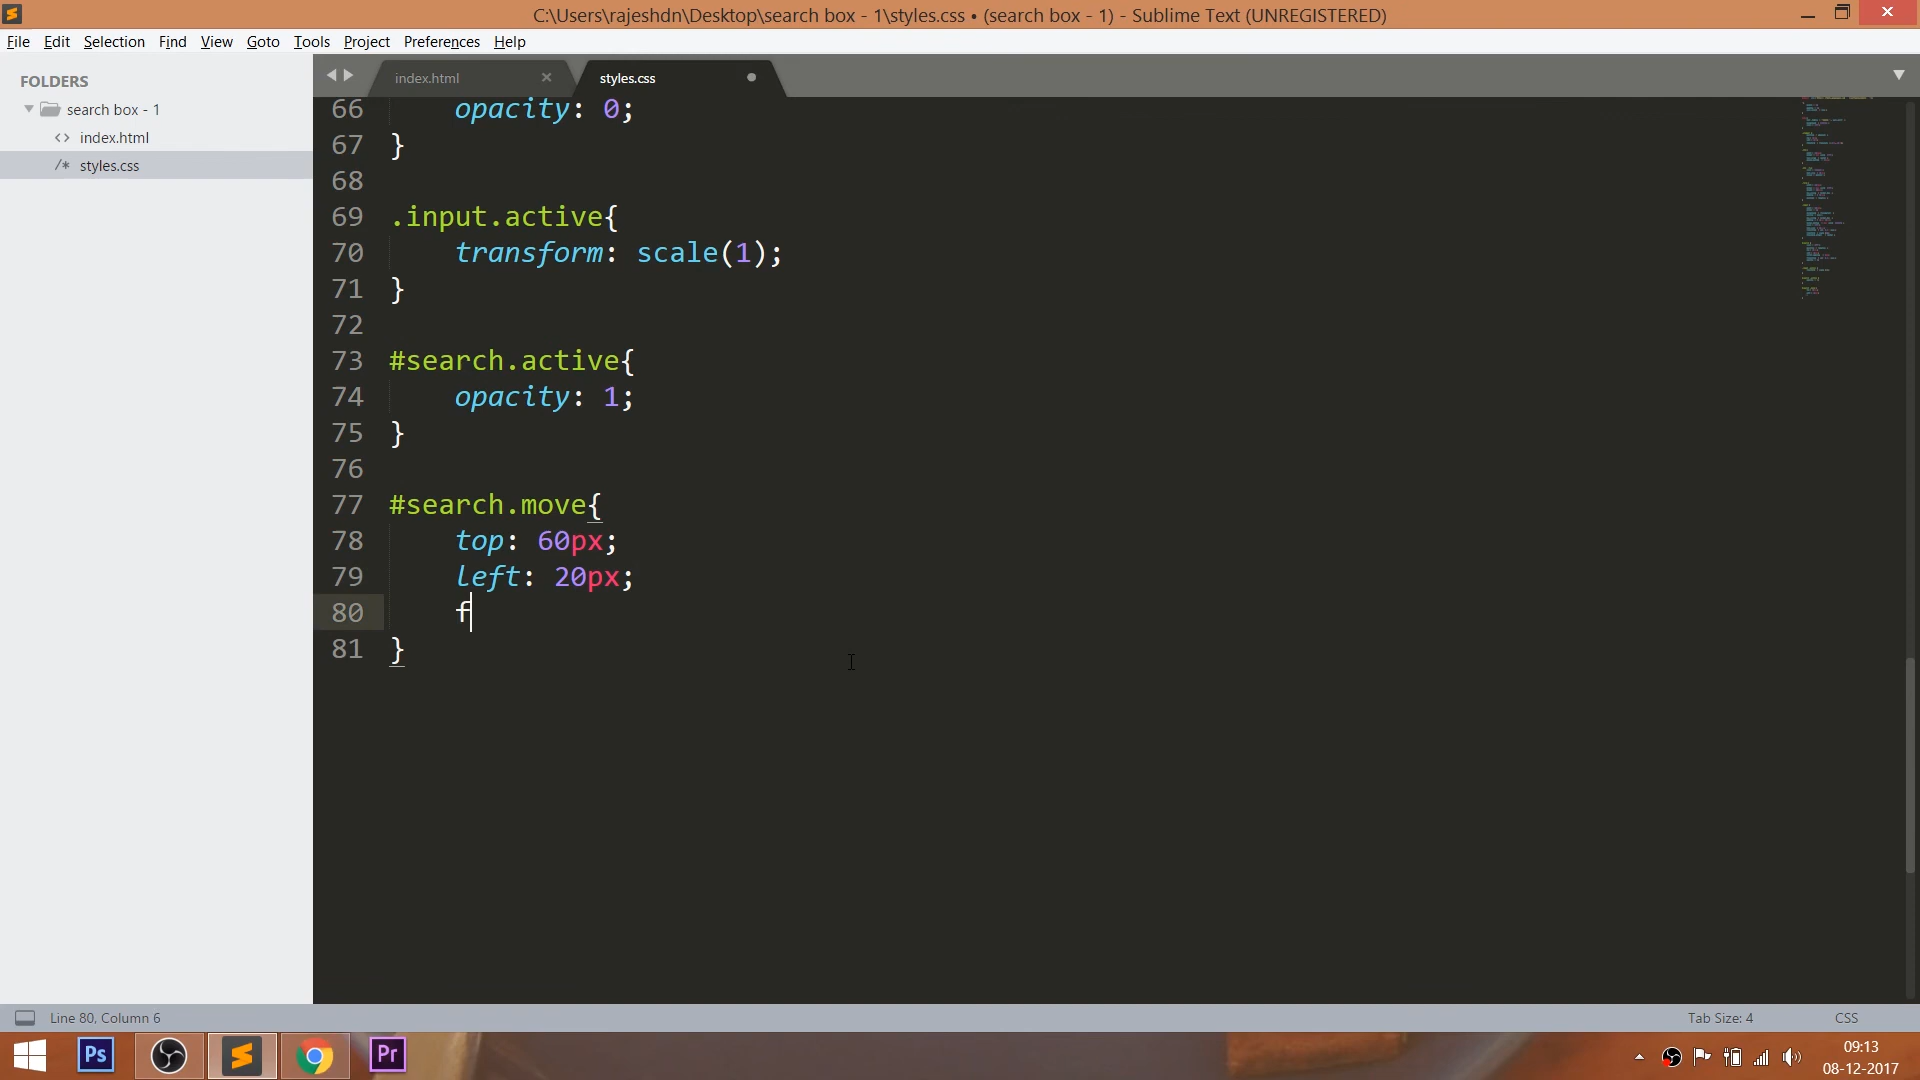 C:\Users\rajeshdn\Desktop\search box - 1\styles.css • (search box - 1) - Sublime Text (UNREGISTERED)
File Edit Selection Find View Goto Tools Project Preferences Help
FOLDERS
search box - 1
<> index.html
/* styles.css
index.html × styles.css
66 opacity: 0;
67 }
68
69 .input.active{
70 transform: scale(1);
71 }
72
73 #search.active{
74 opacity: 1;
75 }
76
77 #search.move{
78 top: 60px;
79 left: 20px;
80 f
81 }
Line 80, Column 6 Tab Size: 4 CSS
Ps Pr
09:13
08-12-2017